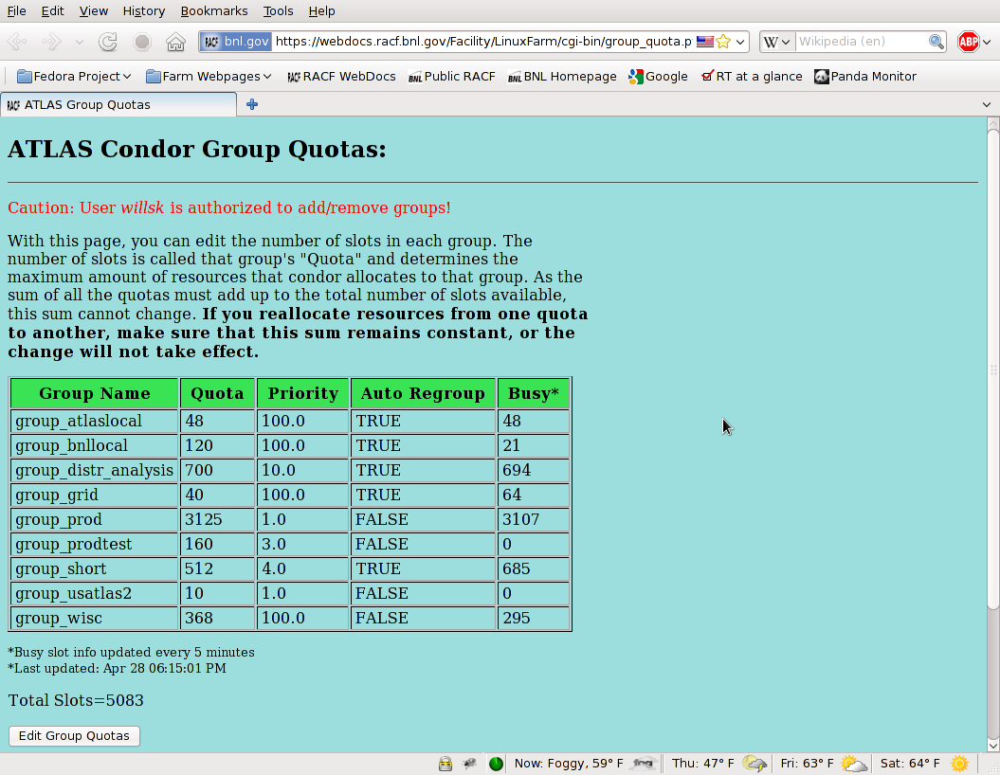 File Edit View History Bookmarks Tools Help
RACF bnl.gov https://webdocs.racf.bnl.gov/Facility/LinuxFarm/cgi-bin/group_quota.p W Wikipedia (en) ABP
Fedora Project Farm Webpages RACF RACF WebDocs BNL Public RACF BNL BNL Homepage Google RT at a glance Panda Monitor
RACF ATLAS Group Quotas
ATLAS Condor Group Quotas:
Caution: User willsk is authorized to add/remove groups!
With this page, you can edit the number of slots in each group. The
number of slots is called that group's "Quota" and determines the
maximum amount of resources that condor allocates to that group. As the
sum of all the quotas must add up to the total number of slots available,
this sum cannot change. If you reallocate resources from one quota
to another, make sure that this sum remains constant, or the
change will not take effect.
Group Name Quota Priority Auto Regroup Busy*
group_atlaslocal 48 100.0 TRUE 48
group_bnllocal 120 100.0 TRUE 21
group_distr_analysis 700 10.0 TRUE 694
group_grid 40 100.0 TRUE 64
group_prod 3125 1.0 FALSE 3107
group_prodtest 160 3.0 FALSE 0
group_short 512 4.0 TRUE 685
group_usatlas2 10 1.0 FALSE 0
group_wisc 368 100.0 FALSE 295
*Busy slot info updated every 5 minutes
*Last updated: Apr 28 06:15:01 PM
Total Slots=5083
Edit Group Quotas
Now: Foggy, 59° F fog Thu: 47° F Fri: 63° F Sat: 64° F